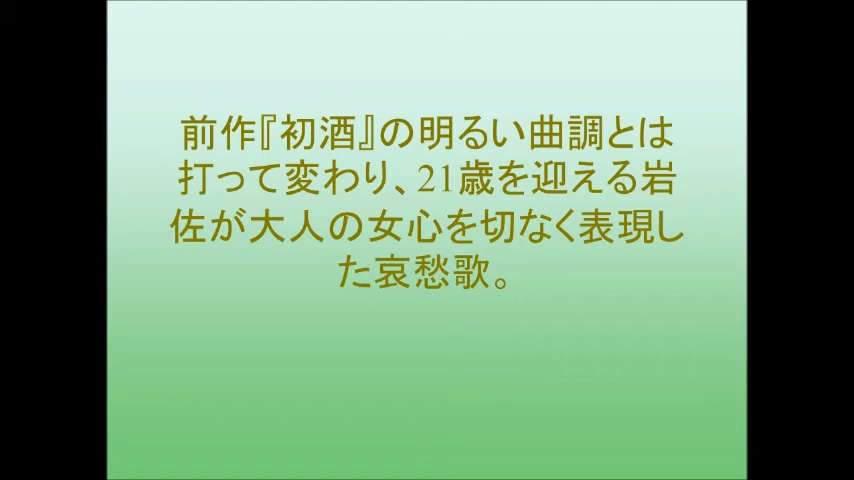 前作『初酒』の明るい曲調とは
打って変わり、21歳を迎える岩
佐が大人の女心を切なく表現し
た哀愁歌。